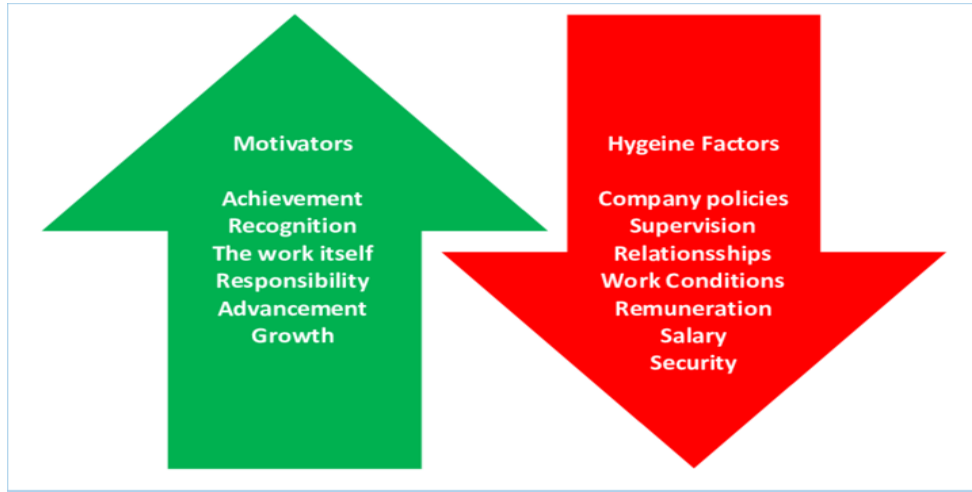 Motivators
Achievement
Recognition
The work itself
Responsibility
Advancement
Growth
Hygeine Factors
Company policies
Supervision
Relationsships
Work Conditions
Remuneration
Salary
Security